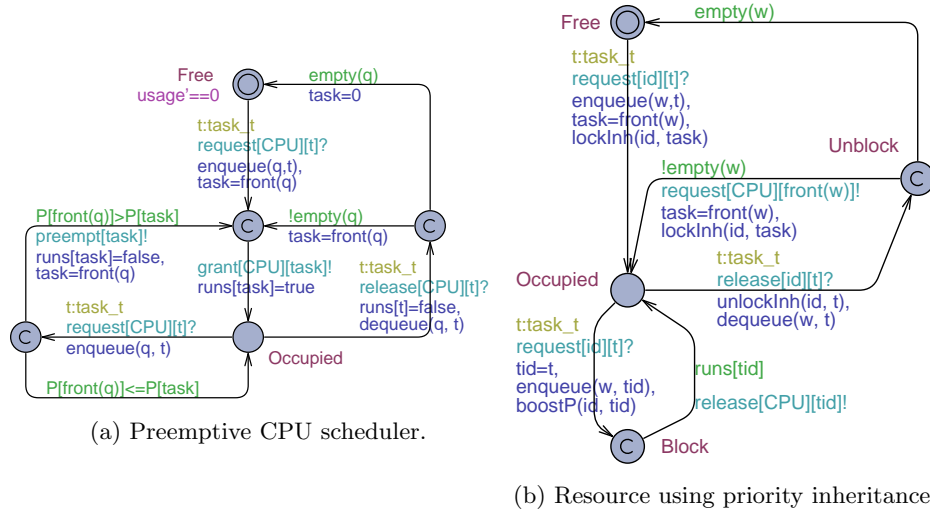 Free
usage'==0
empty(q)
task=0
t:task_t
request[CPU][t]?
enqueue(q,t),
task=front(q)
P[front(q)]>P[task]
preempt[task]!
runs[task]=false,
task=front(q)
C
!empty(q)
task=front(q)
C
grant[CPU][task]!
runs[task]=true
t:task_t
release[CPU][t]?
runs[t]=false,
dequeue(q, t)
t:task_t
request[CPU][t]?
enqueue(q, t)
C
Occupied
P[front(q)]<=P[task]
(a) Preemptive CPU scheduler.
Free
empty(w)
t:task_t
request[id][t]?
enqueue(w,t),
task=front(w),
lockInh(id, task)
Unblock
C
!empty(w)
request[CPU][front(w)]!
task=front(w),
lockInh(id, task)
Occupied
t:task_t
release[id][t]?
unlockInh(id, t),
dequeue(w, t)
t:task_t
request[id][t]?
tid=t,
enqueue(w, tid),
boostP(id, tid)
runs[tid]
release[CPU][tid]!
C
Block
(b) Resource using priority inheritance